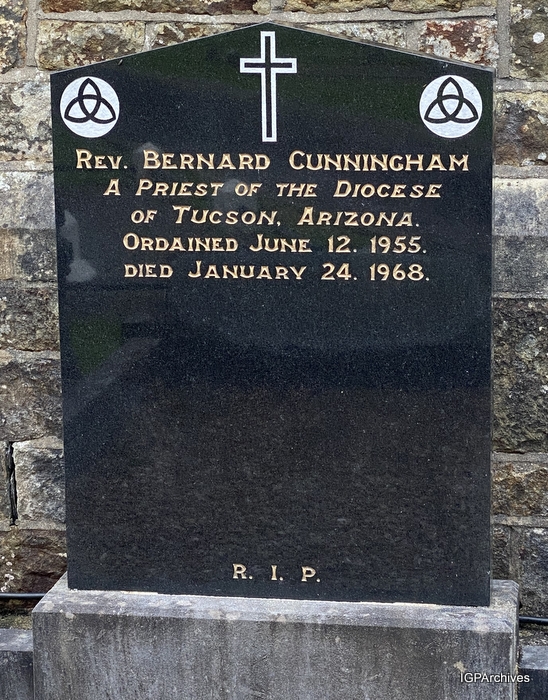 Rev. Bernard Cunningham
A Priest of the Diocese
of Tucson, Arizona.
Ordained June 12. 1955.
died January 24. 1968.
R. I. P.
IGPArchives